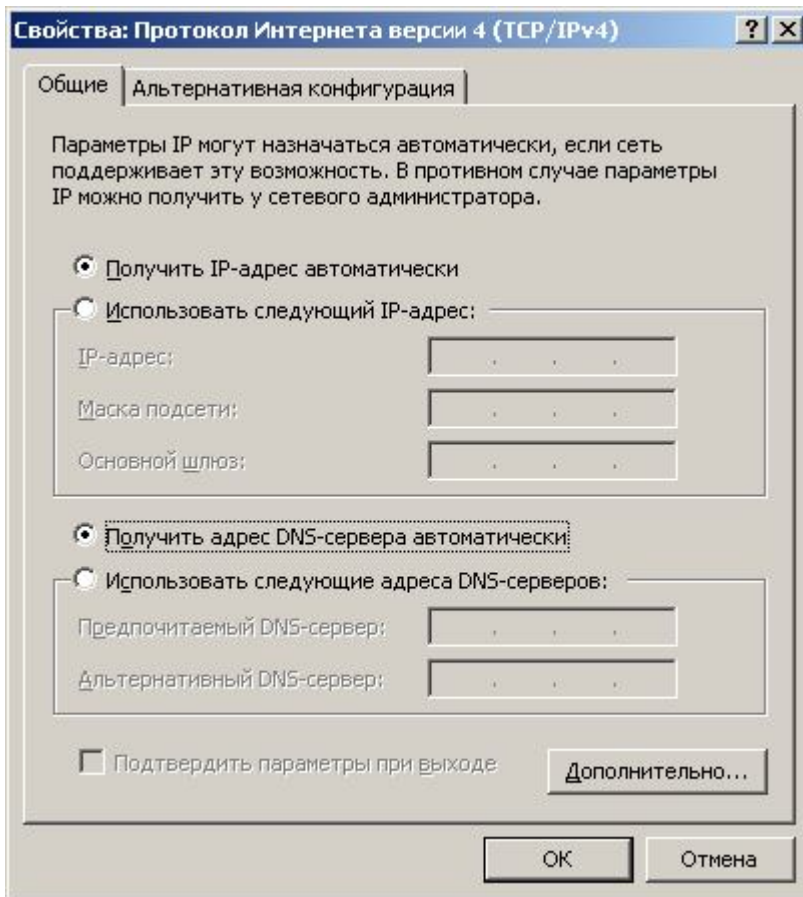 Свойства: Протокол Интернета версии 4 (TCP/IPv4)
Общие
Альтернативная конфигурация
Параметры IP могут назначаться автоматически, если сеть
поддерживает эту возможность. В противном случае параметры
IP можно получить у сетевого администратора.
Получить IP-адрес автоматически
Использовать следующий IP-адрес:
IP-адрес:
Маска подсети:
Основной шлюз:
Получить адрес DNS-сервера автоматически
Использовать следующие адреса DNS-серверов:
Предпочитаемый DNS-сервер:
Альтернативный DNS-сервер:
Подтвердить параметры при выходе
Дополнительно...
ОК
Отмена